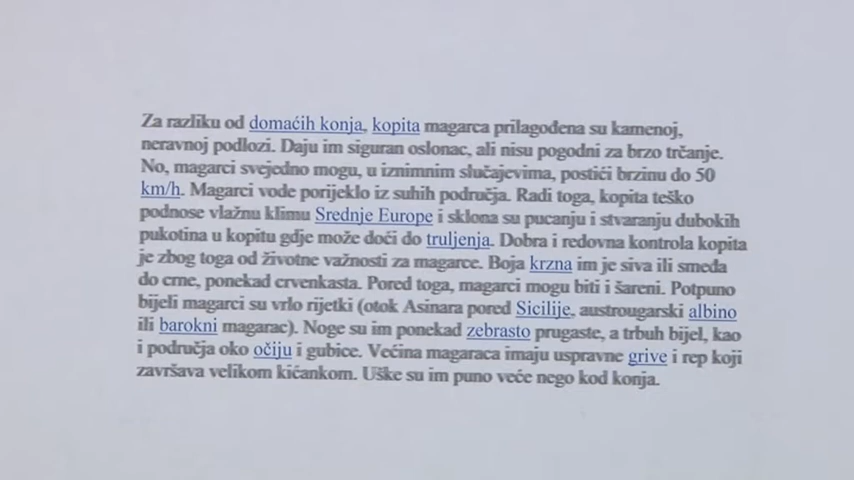 Za razliku od domaćih konja, kopita magarca prilagođena su kamenoj,
neravnoj podlozi. Daju im siguran oslonac, ali nisu pogodni za brzo trčanje.
No, magarci svejedno mogu, u iznimnim slučajevima, postići brzinu do 50
km/h. Magarci vode porijeklo iz suhih područja. Radi toga, kopita teško
podnose vlažnu klimu Srednje Europe i sklona su pucanju i stvaranju dubokih
pukotina u kopitu gdje može doći do truljenja. Dobra i redovna kontrola kopita
je zbog toga od životne važnosti za magarce. Boja krzna im je siva ili smeđa
do crne, ponekad crvenkasta. Pored toga, magarci mogu biti i šareni. Potpuno
bijeli magarci su vrlo rijetki (otok Asinara pored Sicilije, austrougarski albino
ili barokni magarac). Noge su im ponekad zebrasto prugaste, a trbuh bijel, kao
i područja oko očiju i gubice. Većina magaraca imaju uspravne grive i rep koji
završava velikom kićankom. Uške su im puno veće nego kod konja.